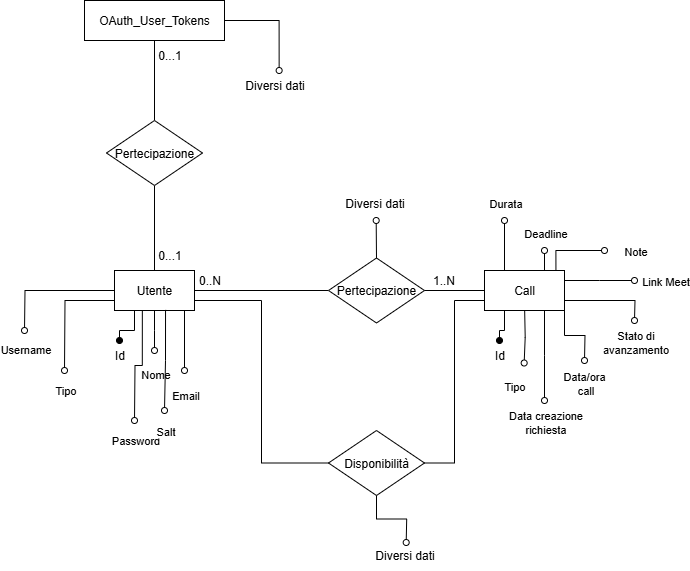 OAuth_User_Tokens
0...1
Diversi dati
Pertecipazione
0...1
Diversi dati
Durata
Deadline
Note
Utente
0..N
Pertecipazione
1..N
Call
Link Meet
Username
Id
Nome
Tipo
Email
Salt
Password
Id
Tipo
Stato di
avanzamento
Data/ora
call
Data creazione
richiesta
Disponibilità
Diversi dati